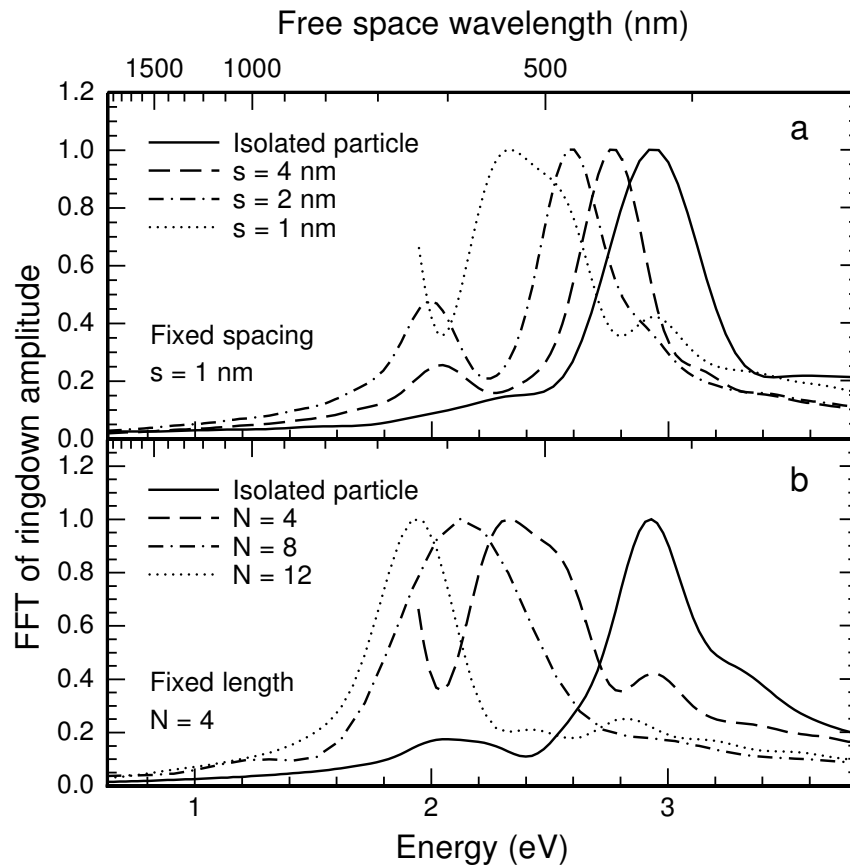 Free space wavelength (nm)
1500 1000 500
1.2
1.0
0.8
0.6
0.4
0.2
0.0
a
Isolated particle
s = 4 nm
s = 2 nm
s = 1 nm
Fixed spacing
s = 1 nm
FFT of ringdown amplitude
1.2
1.0
0.8
0.6
0.4
0.2
0.0
b
Isolated particle
N = 4
N = 8
N = 12
Fixed length
N = 4
1 2 3
Energy (eV)